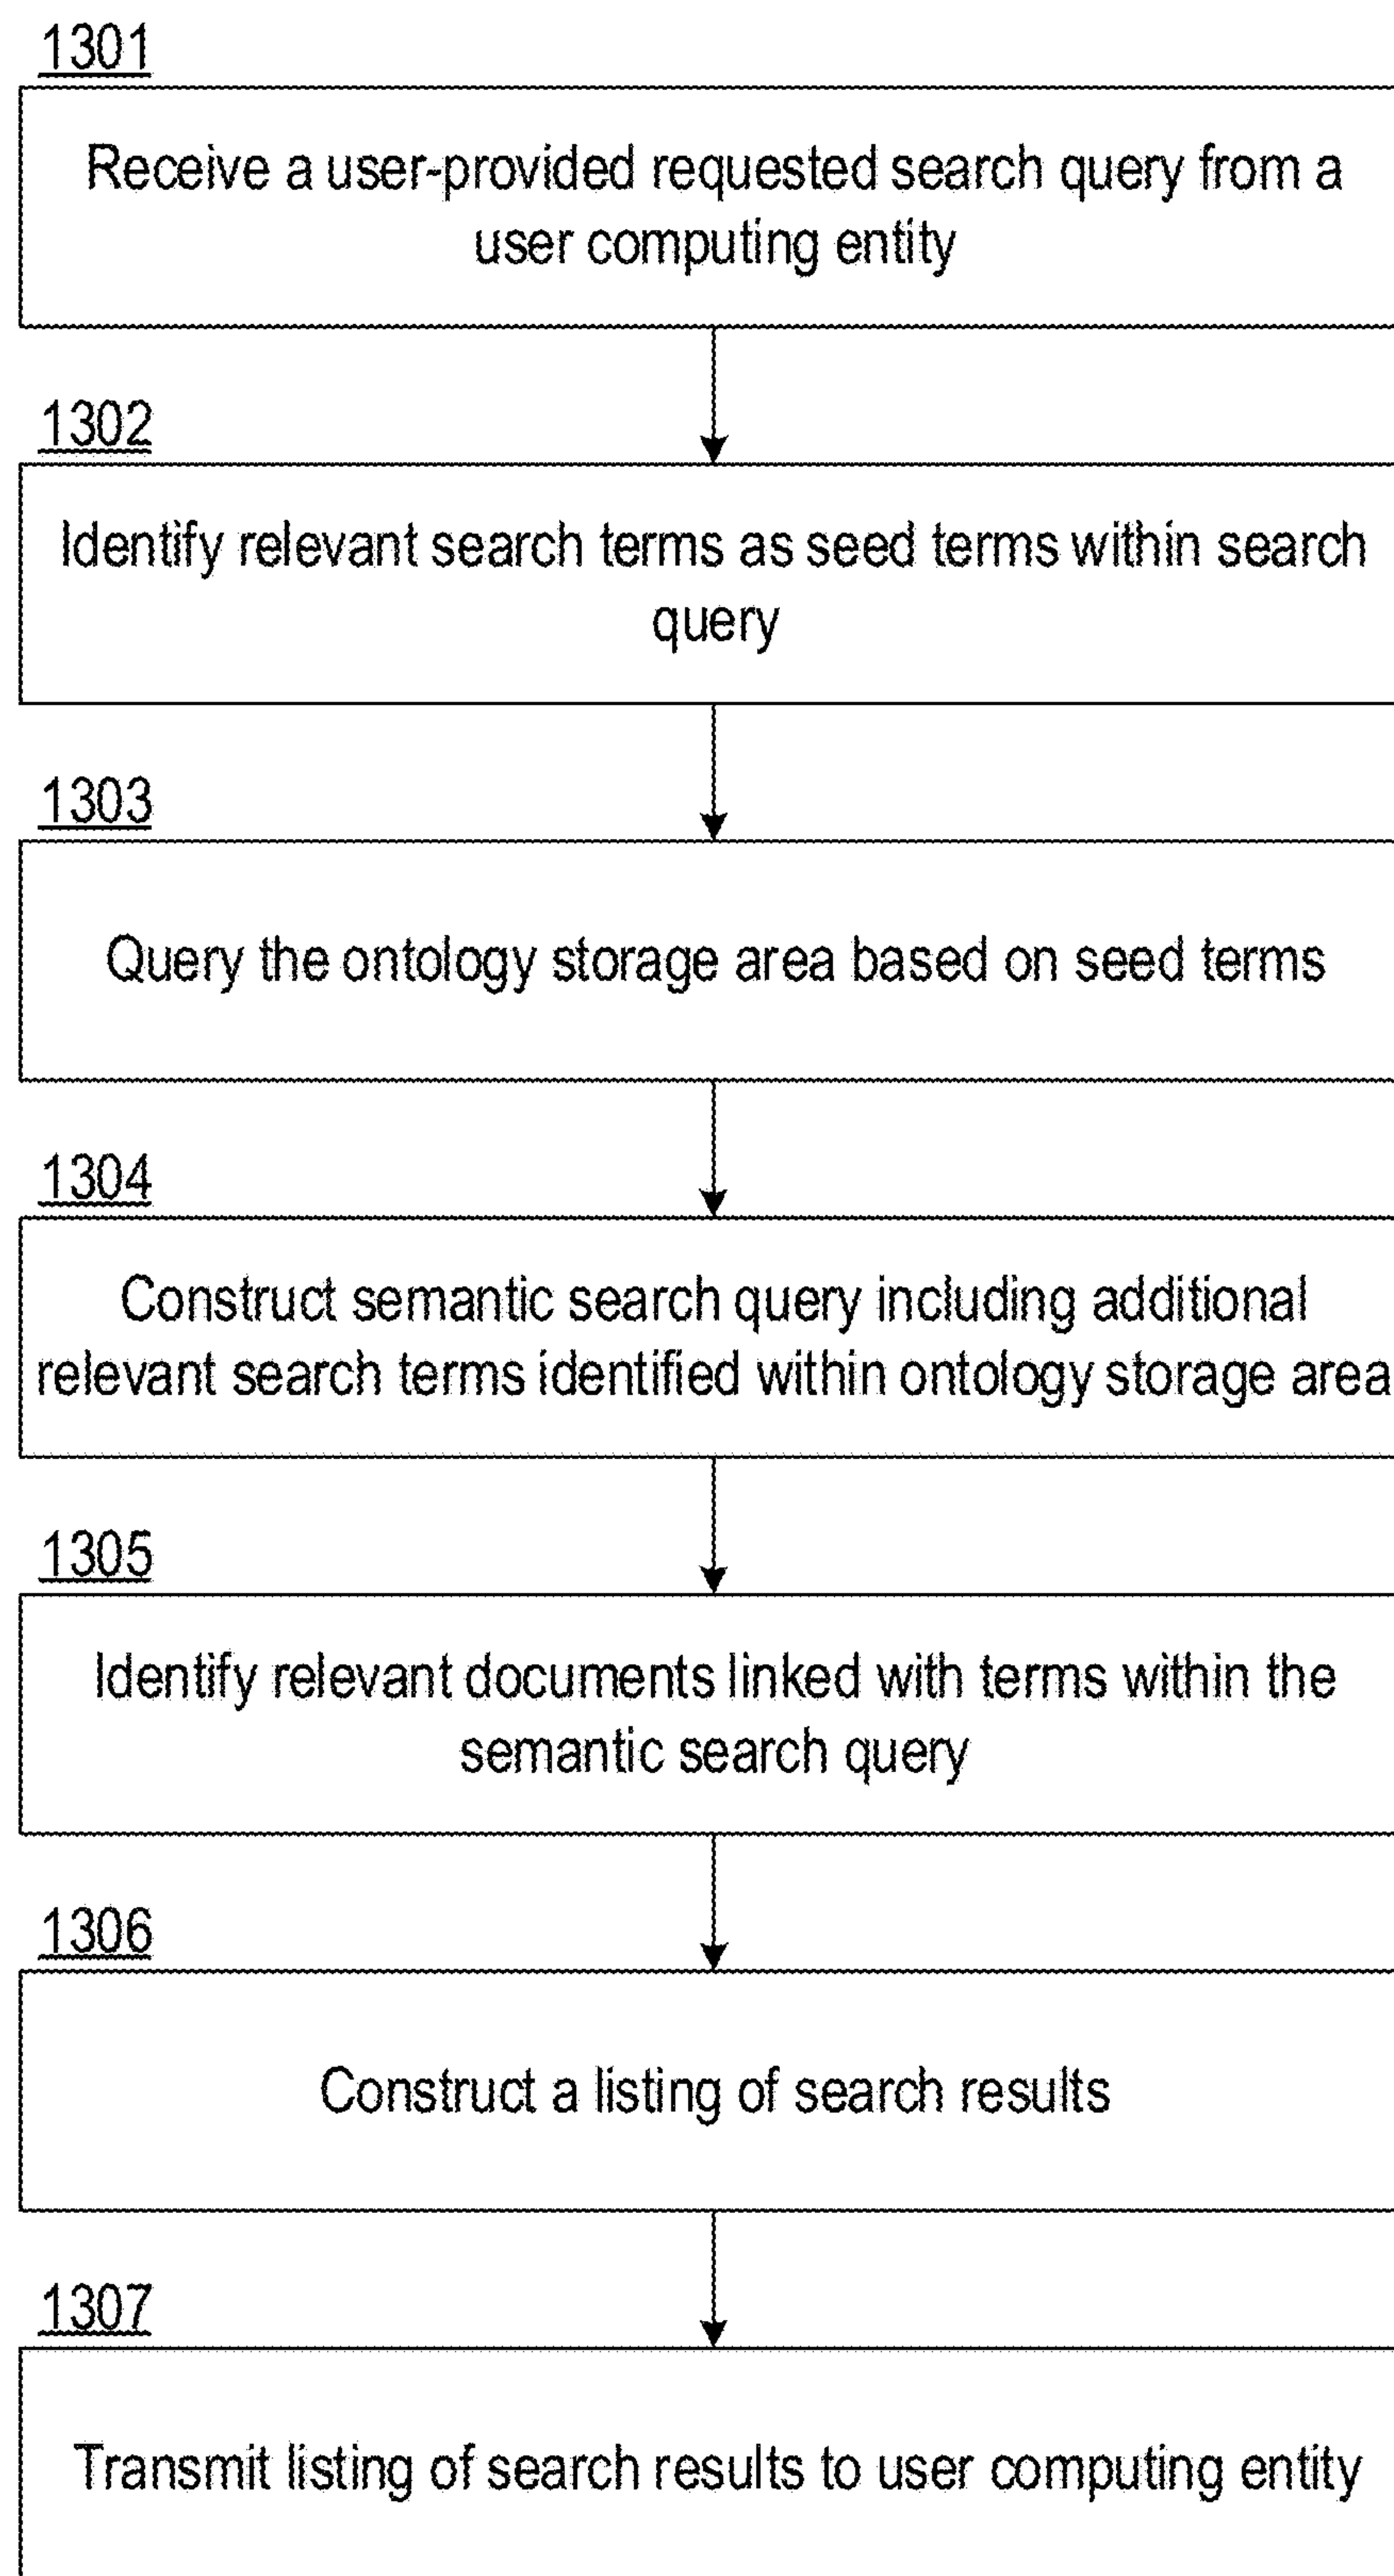 1301
Receive a user-provided requested search query from a
user computing entity
1302
Identify relevant search terms as seed terms within search
query
1303
Query the ontology storage area based on seed terms
1304
Construct semantic search query including additional
relevant search terms identified within ontology storage area
1305
Identify relevant documents linked with terms within the
semantic search query
1306
Construct a listing of search results
1307
Transmit listing of search results to user computing entity